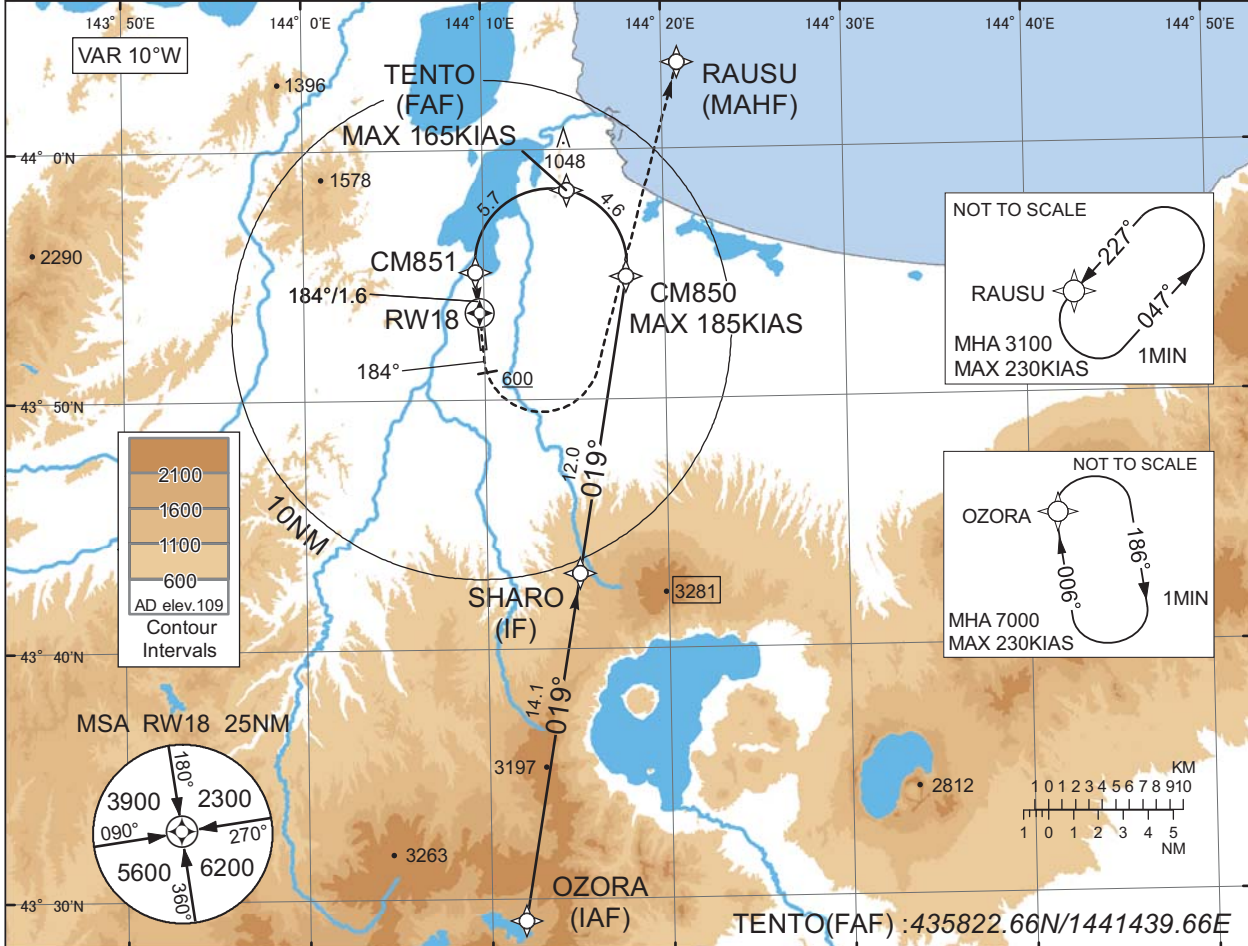 143° 50'E
144° 0'E
144° 10'E
144° 20'E
144° 30'E
144° 40'E
144° 50'E
VAR 10°W
TENTO
(FAF)
MAX 165KIAS
RAUSU
(MAHF)
1396
44° 0'N
1048
1578
5.7
4.6
2290
CM851
184°/1.6
RW18
CM850
MAX 185KIAS
184°
600
NOT TO SCALE
227°
RAUSU
047°
MHA 3100
MAX 230KIAS
1MIN
43° 50'N
2100
1600
1100
600
AD elev.109
Contour
Intervals
10NM
12.0
019°
NOT TO SCALE
OZORA
186°
006°
1MIN
MHA 7000
MAX 230KIAS
SHARO
(IF)
3281
43° 40'N
14.1
019°
MSA RW18 25NM
180°
3900
2300
090°
270°
5600
6200
360°
3197
2812
KM
1 0 1 2 3 4 5 6 7 8 9 10
1 0 1 2 3 4 5
NM
3263
OZORA
(IAF)
43° 30'N
TENTO(FAF) :435822.66N/1441439.66E